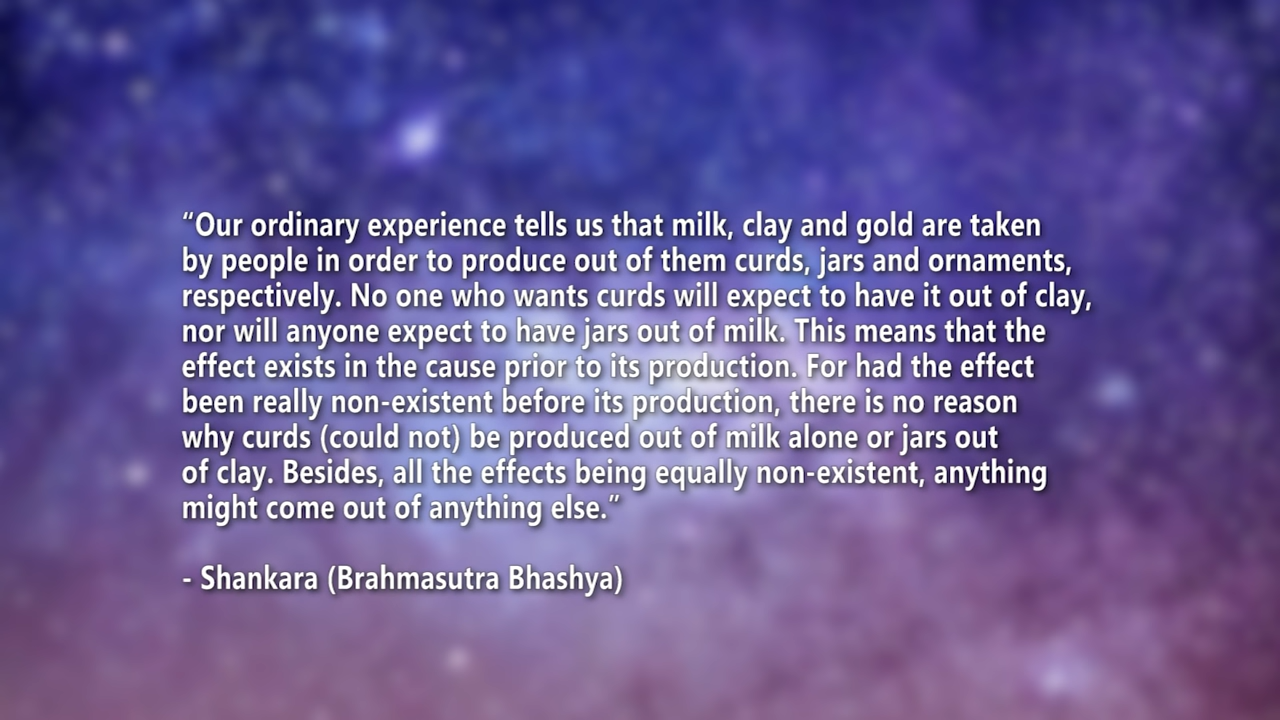 “Our ordinary experience tells us that milk, clay and gold are taken
by people in order to produce out of them curds, jars and ornaments,
respectively. No one who wants curds will expect to have it out of clay,
nor will anyone expect to have jars out of milk. This means that the
effect exists in the cause prior to its production. For had the effect
been really non-existent before its production, there is no reason
why curds (could not) be produced out of milk alone or jars out
of clay. Besides, all the effects being equally non-existent, anything
might come out of anything else.”
- Shankara (Brahmasutra Bhashya)